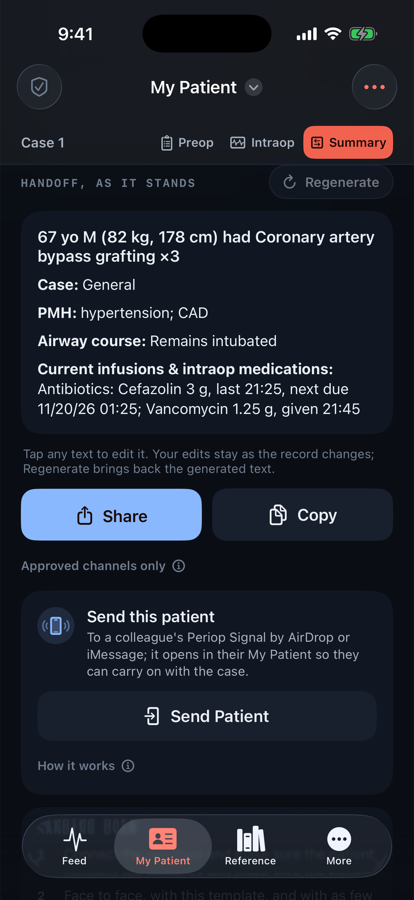 9:41
My Patient
Case 1
Preop
Intraop
Summary
HANDOFF, AS IT STANDS
Regenerate
67 yo M (82 kg, 178 cm) had Coronary artery
bypass grafting ×3
Case: General
PMH: hypertension; CAD
Airway course: Remains intubated
Current infusions & intraop medications:
Antibiotics: Cefazolin 3 g, last 21:25, next due
11/20/26 01:25; Vancomycin 1.25 g, given 21:45
Tap any text to edit it. Your edits stay as the record changes;
Regenerate brings back the generated text.
Share
Copy
Approved channels only
Send this patient
To a colleague's Periop Signal by AirDrop or
iMessage; it opens in their My Patient so they
can carry on with the case.
Send Patient
How it works
Feed
My Patient
Reference
More
2 Face to face, with this template, and with as few